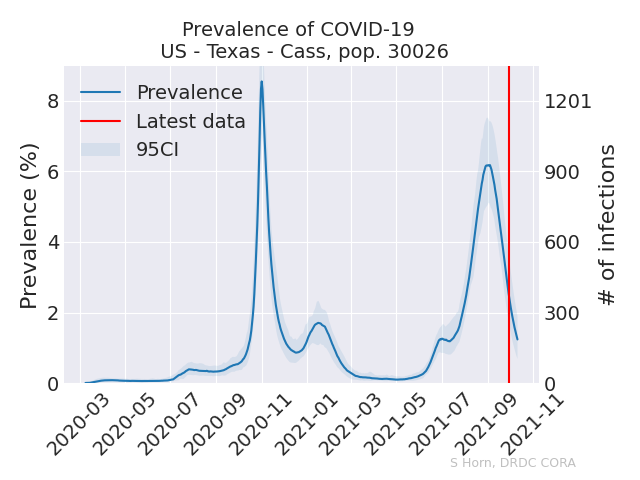 Prevalence of COVID-19
US - Texas - Cass, pop. 30026
Prevalence
Latest data
95CI
Prevalence (%)
8
6
4
2
0
1201
900
600
300
0
# of infections
2020-03
2020-05
2020-07
2020-09
2020-11
2021-01
2021-03
2021-05
2021-07
2021-09
2021-11
S Horn, DRDC CORA